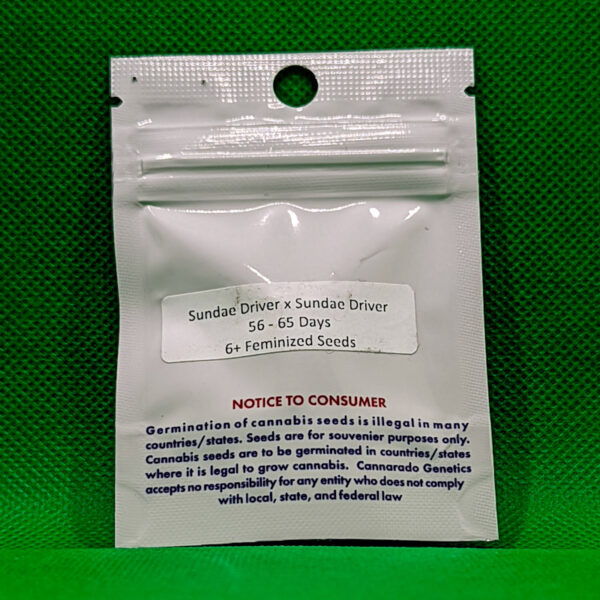 Sundae Driver x Sundae Driver
56 - 65 Days
6+ Feminized Seeds
NOTICE TO CONSUMER
Germination of cannabis seeds is illegal in many
countries/states. Seeds are for souvenier purposes only.
Cannabis seeds are to be germinated in countries/states
where it is legal to grow cannabis. Cannarado Genetics
accepts no responsibility for any entity who does not comply
with local, state, and federal law